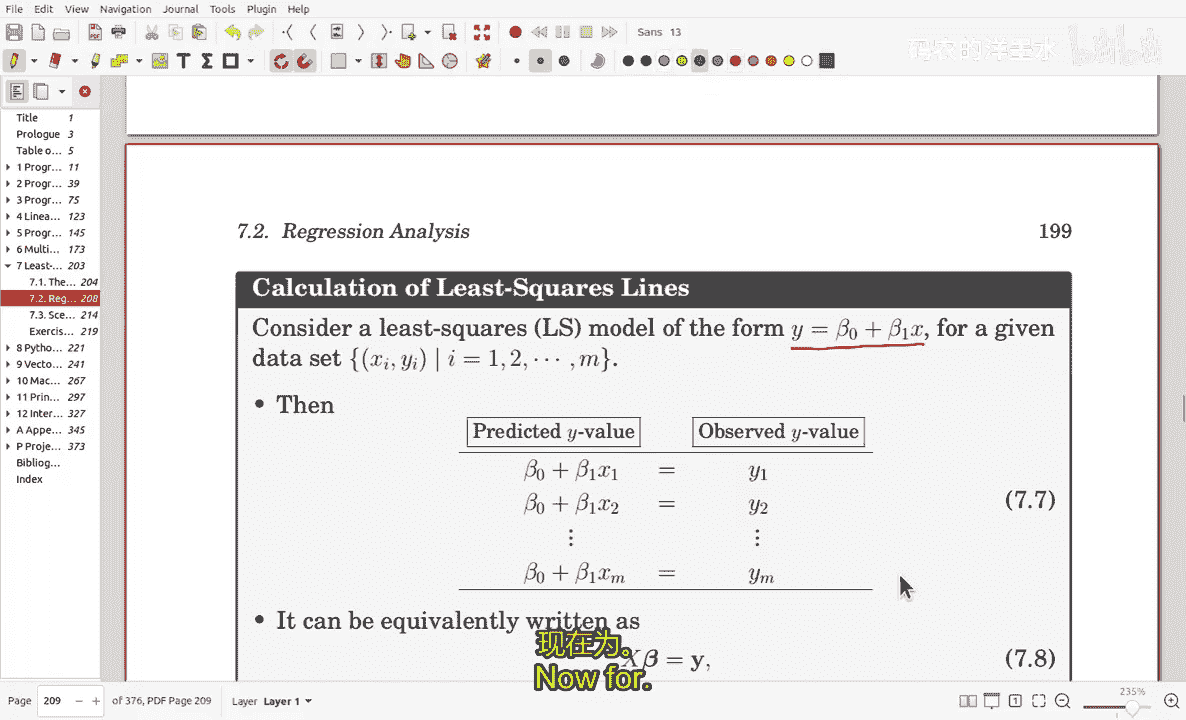 File Edit View Navigation Journal Tools Plugin Help
Sans 13
码农的洋墨水 bilibili
Title 1
Prologue 3
Table o... 5
1 Progr... 11
2 Progr... 39
3 Progr... 75
4 Linea... 123
5 Progr... 145
6 Multi... 173
7 Least-... 203
7.1. The... 204
7.2. Reg... 208
7.3. Sce... 214
Exercis... 219
8 Pytho... 221
9 Vecto... 241
10 Mac... 267
11 Prin... 297
12 Inter... 327
A Appe... 345
P Proje... 373
Bibliog...
Index
7.2. Regression Analysis 199
Calculation of Least-Squares Lines
Consider a least-squares (LS) model of the form y = β₀ + β₁x, for a given
data set {(xᵢ, yᵢ) | i = 1, 2, ⋯ , m}.
• Then
Predicted y-value Observed y-value
β₀ + β₁x₁ = y₁
β₀ + β₁x₂ = y₂
(7.7)
⋮ ⋮
β₀ + β₁xₘ = yₘ
• It can be equivalently written as
Xβ = y, (7.8)
现在为。
Now for.
Page 209 − + of 376, PDF Page 209 Layer Layer 1 235%